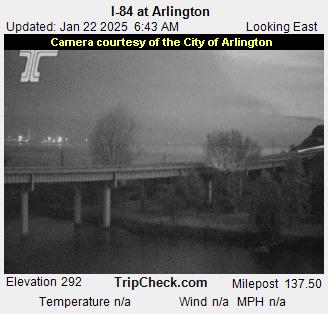 I-84 at Arlington
Updated: Jan 22 2025 6:43 AM Looking East
Camera courtesy of the City of Arlington
Elevation 292 TripCheck.com Milepost 137.50
Temperature n/a Wind n/a MPH n/a